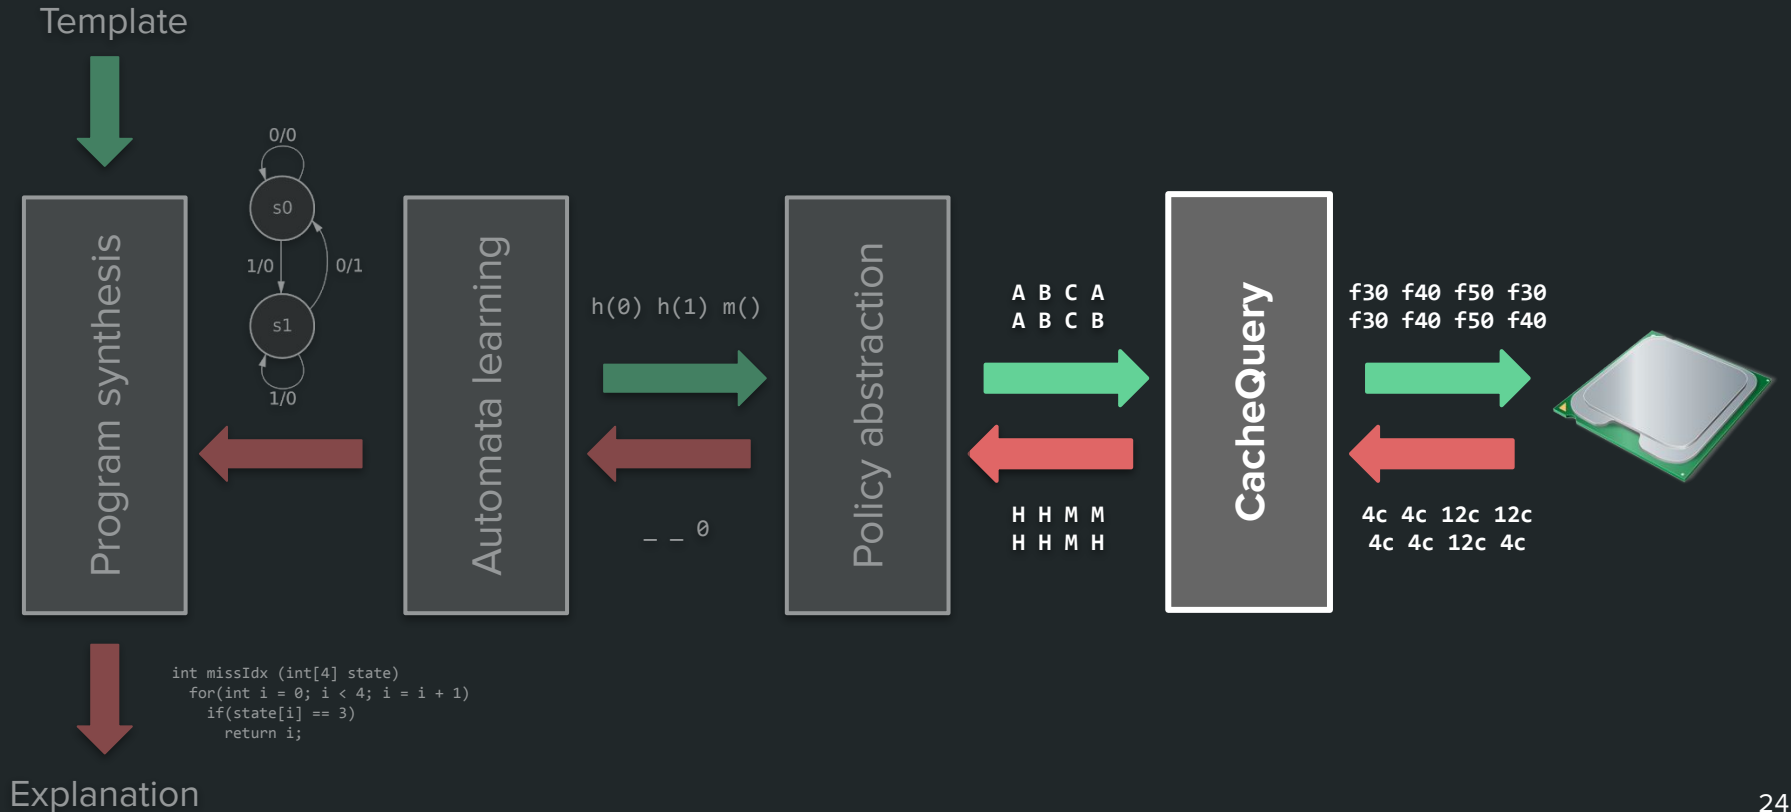 Template
Program synthesis
0/0
s0
1/0
0/1
s1
1/0
Automata learning
h(0) h(1) m()
_ _ 0
Policy abstraction
A B C A
A B C B
H H M M
H H M H
CacheQuery
f30 f40 f50 f30
f30 f40 f50 f40
4c 4c 12c 12c
4c 4c 12c 4c
int missIdx (int[4] state)
  for(int i = 0; i < 4; i = i + 1)
    if(state[i] == 3)
      return i;
Explanation
24